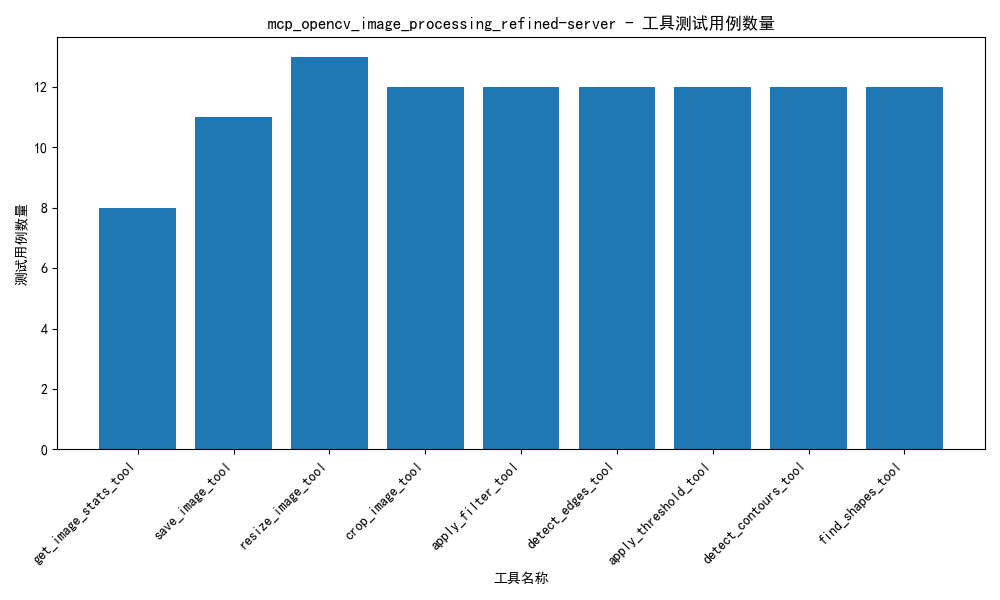 mcp_opencv_image_processing_refined-server - 工具测试用例数量
测试用例数量
12
10
8
6
4
2
0
get_image_stats_tool
save_image_tool
resize_image_tool
crop_image_tool
apply_filter_tool
detect_edges_tool
apply_threshold_tool
detect_contours_tool
find_shapes_tool
工具名称